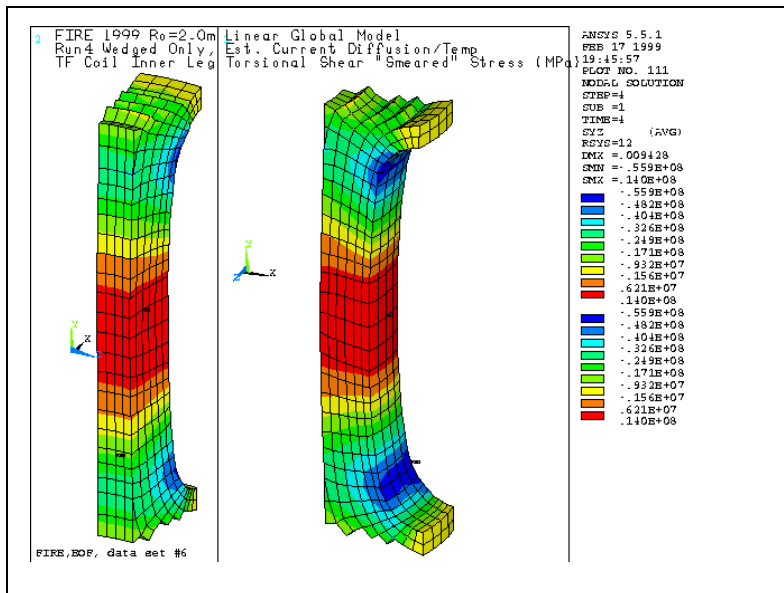 2 FIRE 1999 Ro=2.0m Linear Global Model
Run4 Wedged Only, Est. Current Diffusion/Temp
TF Coil Inner Leg Torsional Shear "Smeared" Stress (MPa)
ANSYS 5.5.1
FEB 17 1999
19:45:57
PLOT NO. 111
NODAL SOLUTION
STEP=4
SUB =1
TIME=4
SYZ (AVG)
RSYS=12
DMX =.009428
SMN =-.559E+08
SMX =.140E+08
-.559E+08
-.482E+08
-.404E+08
-.326E+08
-.249E+08
-.171E+08
-.932E+07
-.156E+07
.621E+07
.140E+08
-.559E+08
-.482E+08
-.404E+08
-.326E+08
-.249E+08
-.171E+08
-.932E+07
-.156E+07
.621E+07
.140E+08
Y
X
Y
Z
X
FIRE,EOF, data set #6